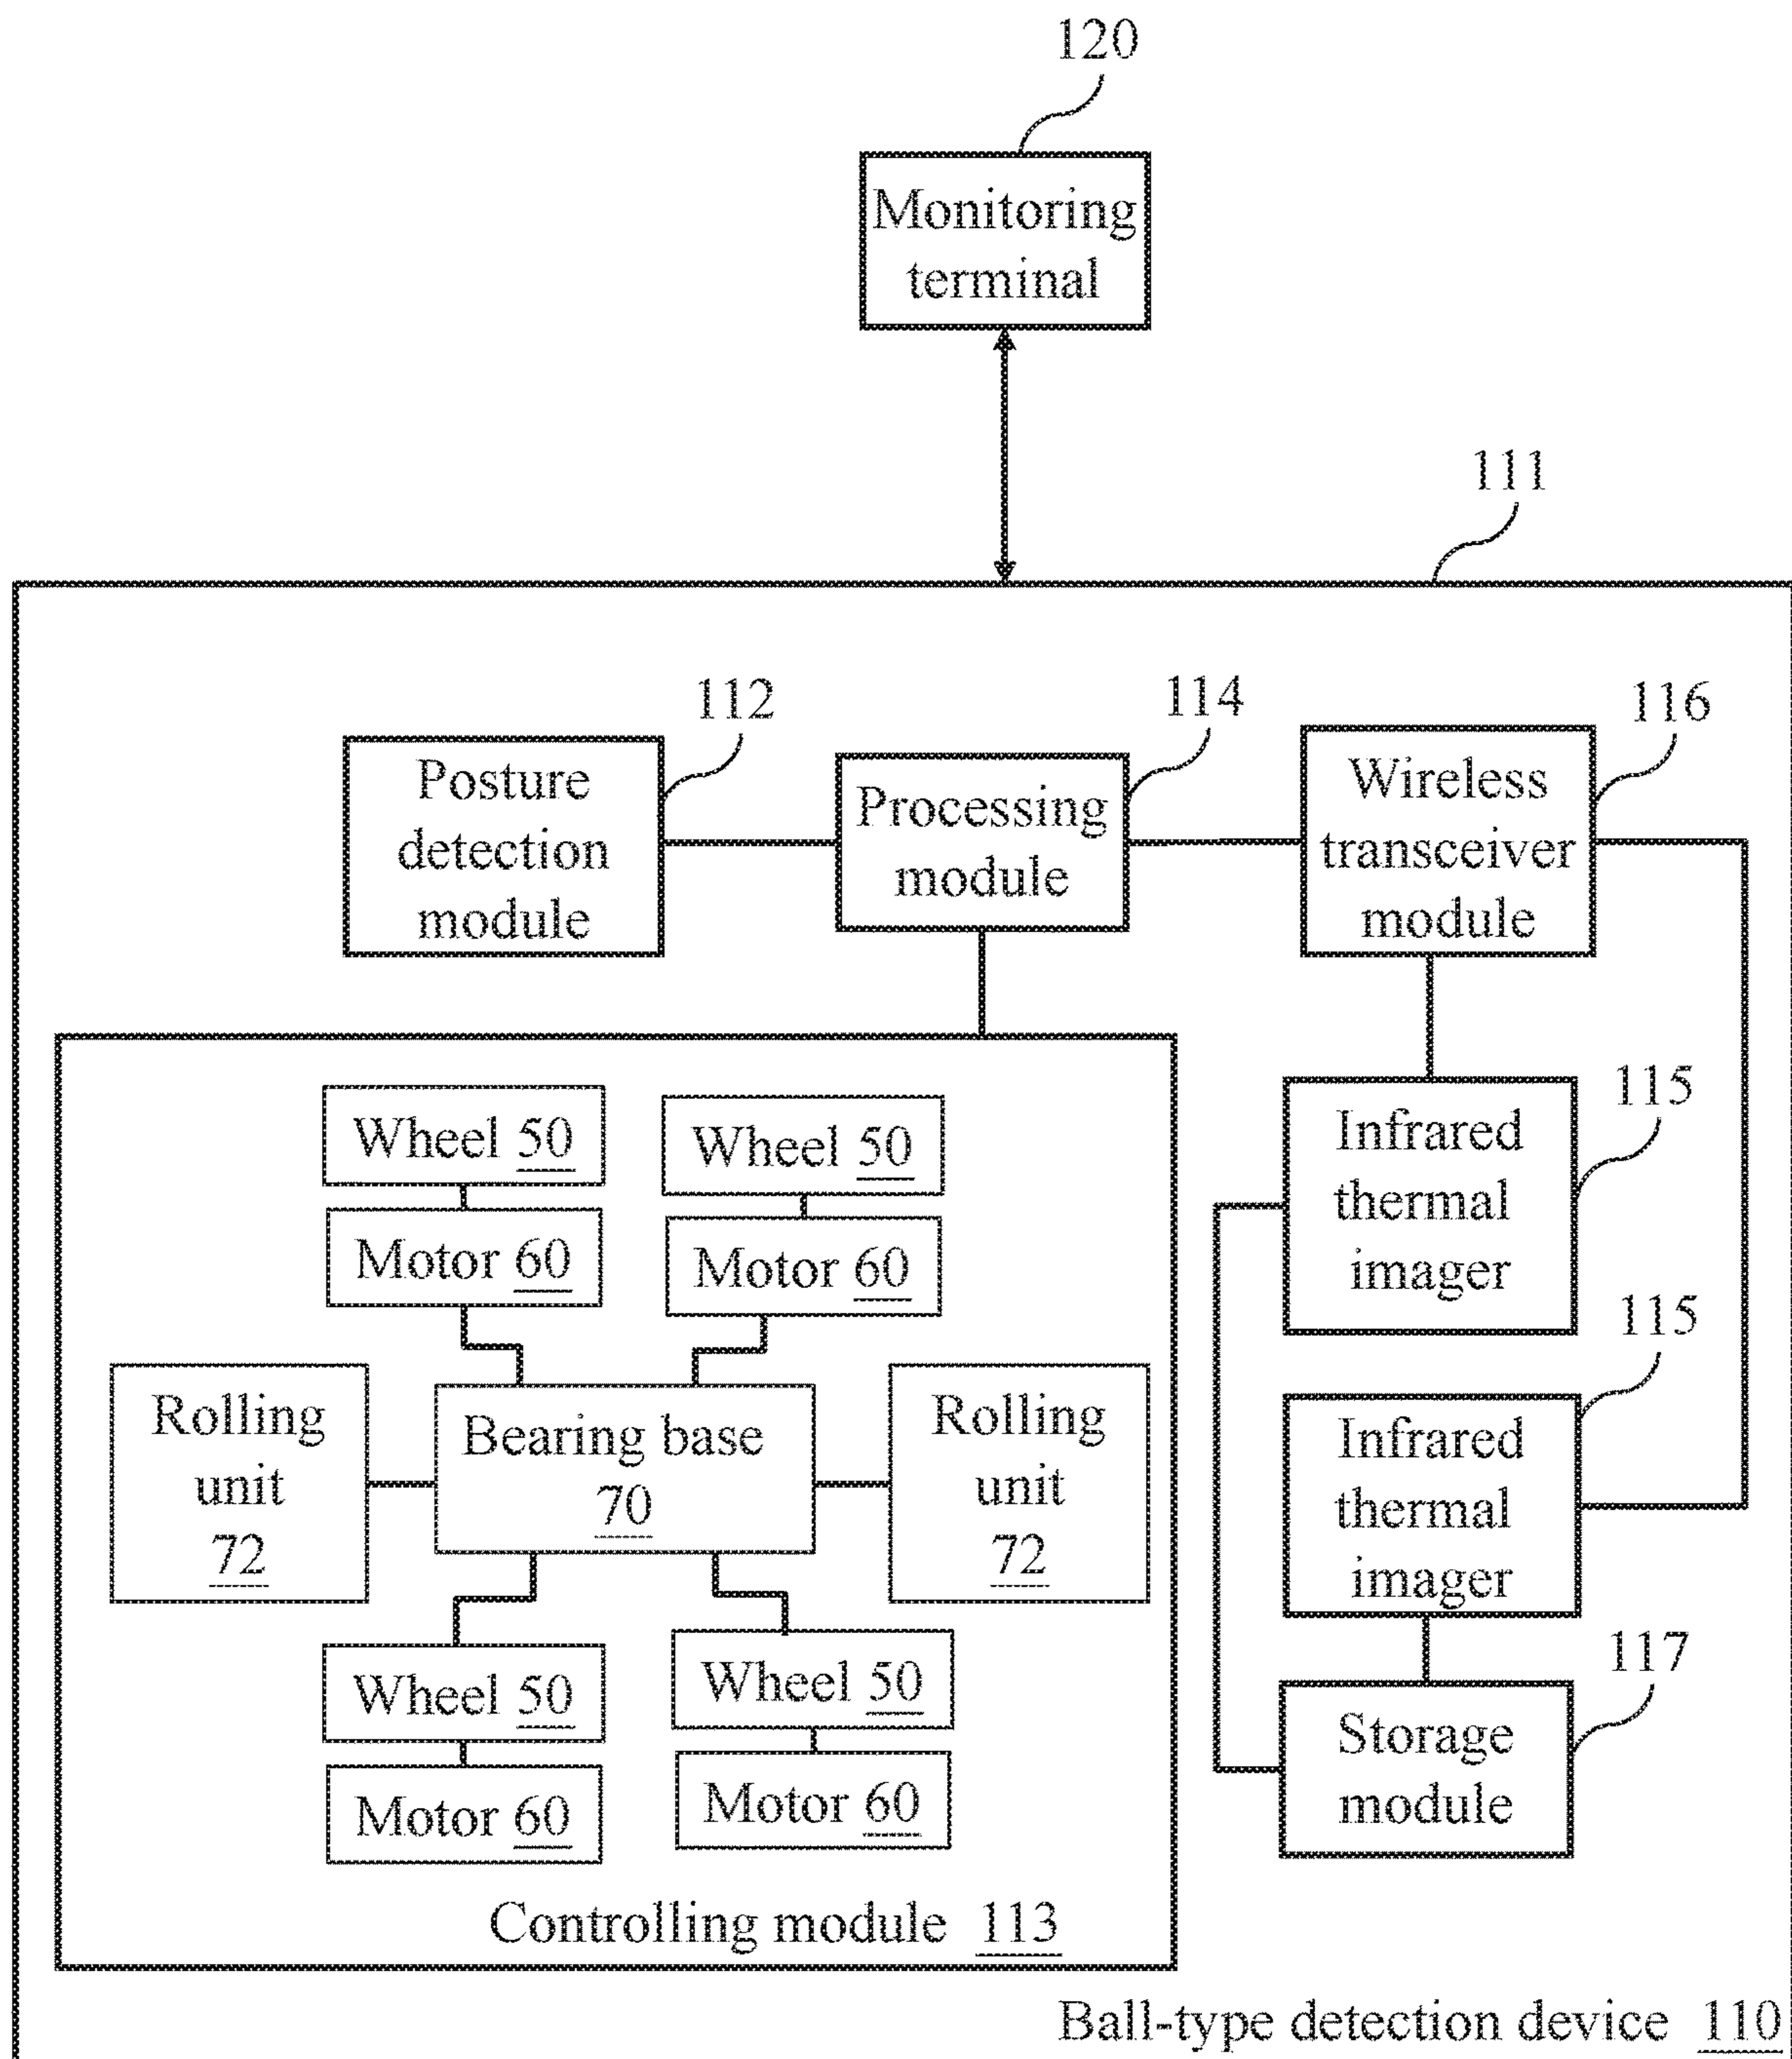 120
Monitoring
terminal
111
112
114
116
Posture
detection
module
Processing
module
Wireless
transceiver
module
Wheel 50
Wheel 50
Motor 60
Motor 60
115
Infrared
thermal
imager
Rolling
unit
72
Bearing base
70
Rolling
unit
72
115
Infrared
thermal
imager
Wheel 50
Wheel 50
Motor 60
Motor 60
117
Storage
module
Controlling module 113
Ball-type detection device 110